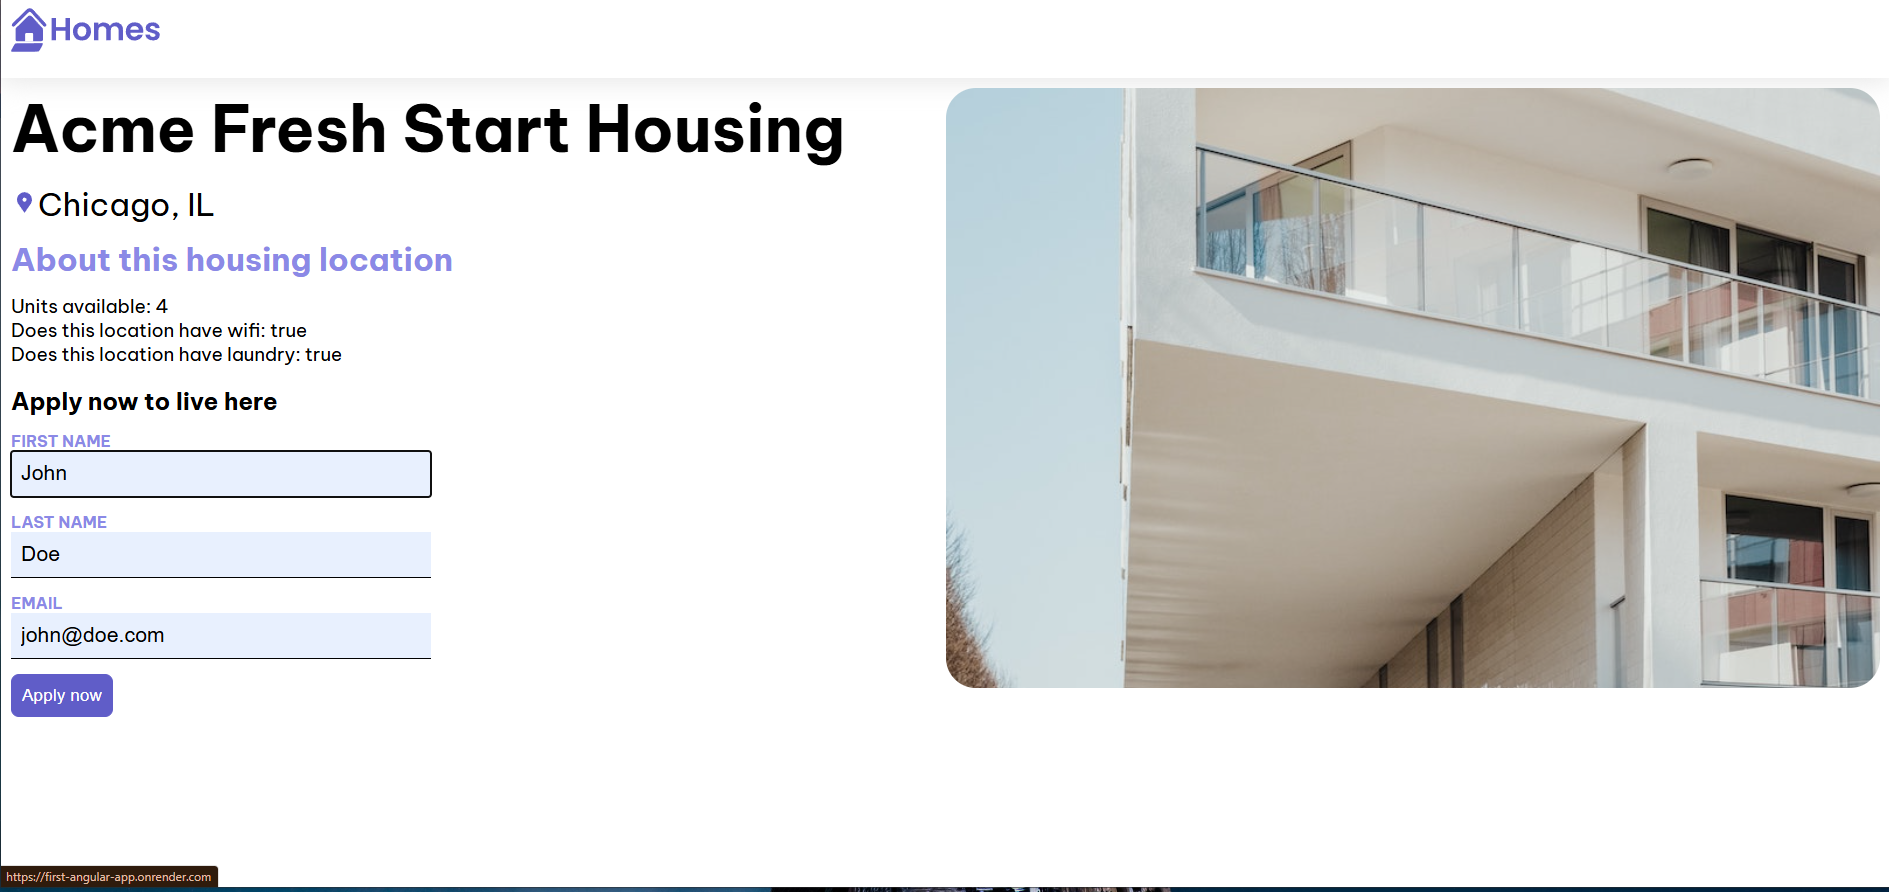 Homes
Acme Fresh Start Housing
Chicago, IL
About this housing location
Units available: 4
Does this location have wifi: true
Does this location have laundry: true
Apply now to live here
FIRST NAME
John
LAST NAME
Doe
EMAIL
john@doe.com
Apply now
https://first-angular-app.onrender.com